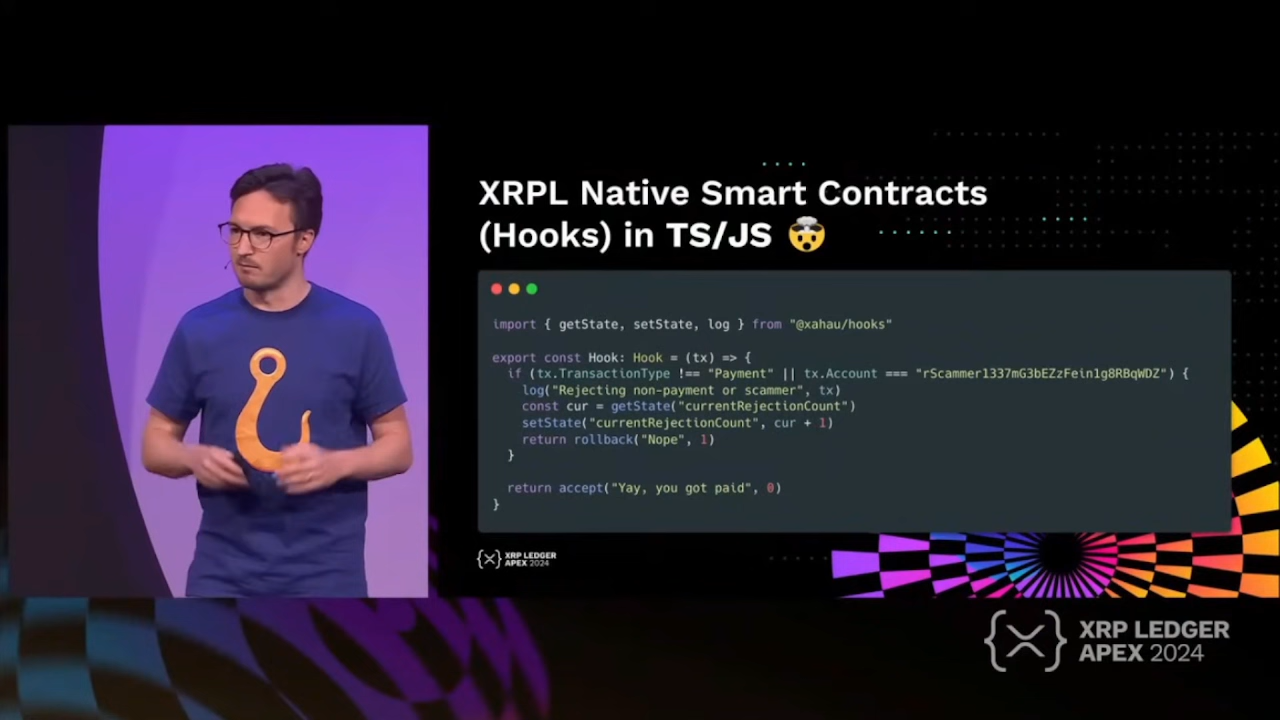 XRPL Native Smart Contracts
(Hooks) in TS/JS 🤯
import { getState, setState, log } from "@xahau/hooks"
export const Hook: Hook = (tx) => {
if (tx.TransactionType !== "Payment" || tx.Account === "rScammer1337mG3bEZzFein1g8RBqWDZ") {
log("Rejecting non-payment or scammer", tx)
const cur = getState("currentRejectionCount")
setState("currentRejectionCount", cur + 1)
return rollback("Nope", 1)
}
return accept("Yay, you got paid", 0)
}
{X} XRP LEDGER
APEX 2024
{X} XRP LEDGER
APEX 2024